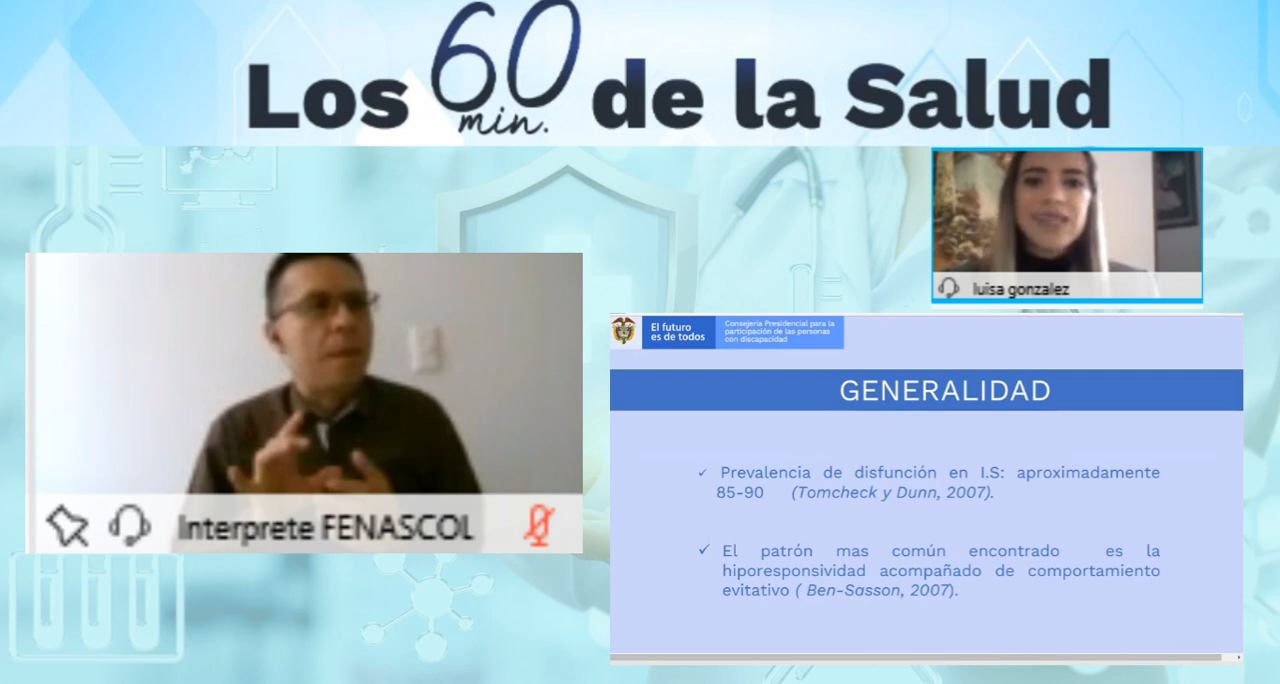 Los 60 min. de la Salud
luisa gonzalez
Interprete FENASCOL
El futuro
es de todos
Consejería Presidencial para la
participación de las personas
con discapacidad
GENERALIDAD
✓ Prevalencia de disfunción en I.S: aproximadamente
85-90 (Tomcheck y Dunn, 2007).
✓ El patrón mas común encontrado es la
hiporesponsividad acompañado de comportamiento
evitativo ( Ben-Sasson, 2007).